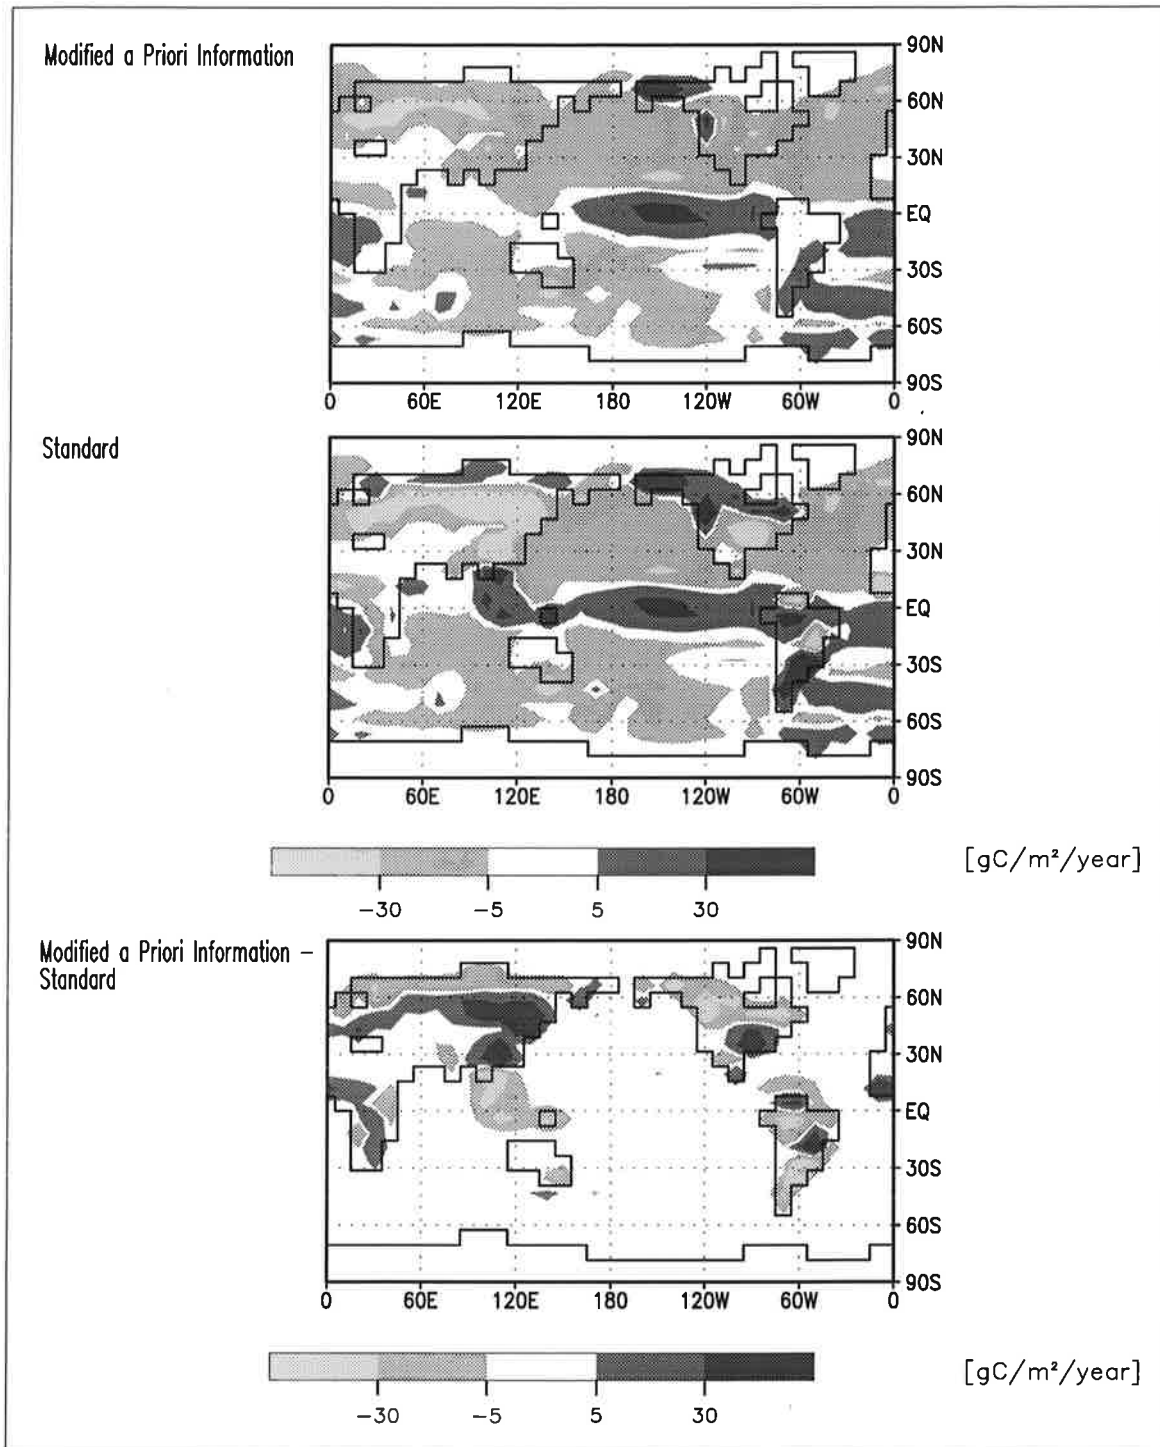 Modified a Priori Information
90N
60N
30N
EQ
30S
60S
90S
0 60E 120E 180 120W 60W 0
Standard
90N
60N
30N
EQ
30S
60S
90S
0 60E 120E 180 120W 60W 0
[gC/m²/year]
-30 -5 5 30
Modified a Priori Information -
Standard
90N
60N
30N
EQ
30S
60S
90S
0 60E 120E 180 120W 60W 0
[gC/m²/year]
-30 -5 5 30